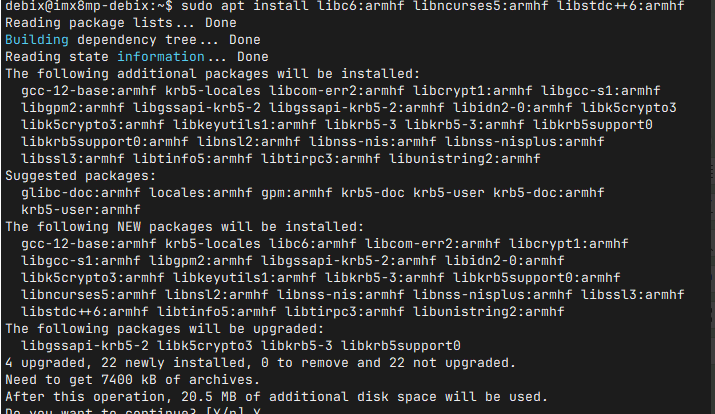 debix@imx8mp-debix:~$ sudo apt install libc6:armhf libncurses5:armhf libstdc++6:armhf
Reading package lists... Done
Building dependency tree... Done
Reading state information... Done
The following additional packages will be installed:
gcc-12-base:armhf krb5-locales libcom-err2:armhf libcrypt1:armhf libgcc-s1:armhf
libgpm2:armhf libgssapi-krb5-2 libgssapi-krb5-2:armhf libidn2-0:armhf libk5crypto3
libk5crypto3:armhf libkeyutils1:armhf libkrb5-3 libkrb5-3:armhf libkrb5support0
libkrb5support0:armhf libnsl2:armhf libnss-nis:armhf libnss-nisplus:armhf
libssl3:armhf libtinfo5:armhf libtirpc3:armhf libunistring2:armhf
Suggested packages:
glibc-doc:armhf locales:armhf gpm:armhf krb5-doc krb5-user krb5-doc:armhf
krb5-user:armhf
The following NEW packages will be installed:
gcc-12-base:armhf krb5-locales libc6:armhf libcom-err2:armhf libcrypt1:armhf
libgcc-s1:armhf libgpm2:armhf libgssapi-krb5-2:armhf libidn2-0:armhf
libk5crypto3:armhf libkeyutils1:armhf libkrb5-3:armhf libkrb5support0:armhf
libncurses5:armhf libnsl2:armhf libnss-nis:armhf libnss-nisplus:armhf libssl3:armhf
libstdc++6:armhf libtinfo5:armhf libtirpc3:armhf libunistring2:armhf
The following packages will be upgraded:
libgssapi-krb5-2 libk5crypto3 libkrb5-3 libkrb5support0
4 upgraded, 22 newly installed, 0 to remove and 22 not upgraded.
Need to get 7400 kB of archives.
After this operation, 20.5 MB of additional disk space will be used.
Do you want to continue? [Y/n] Y